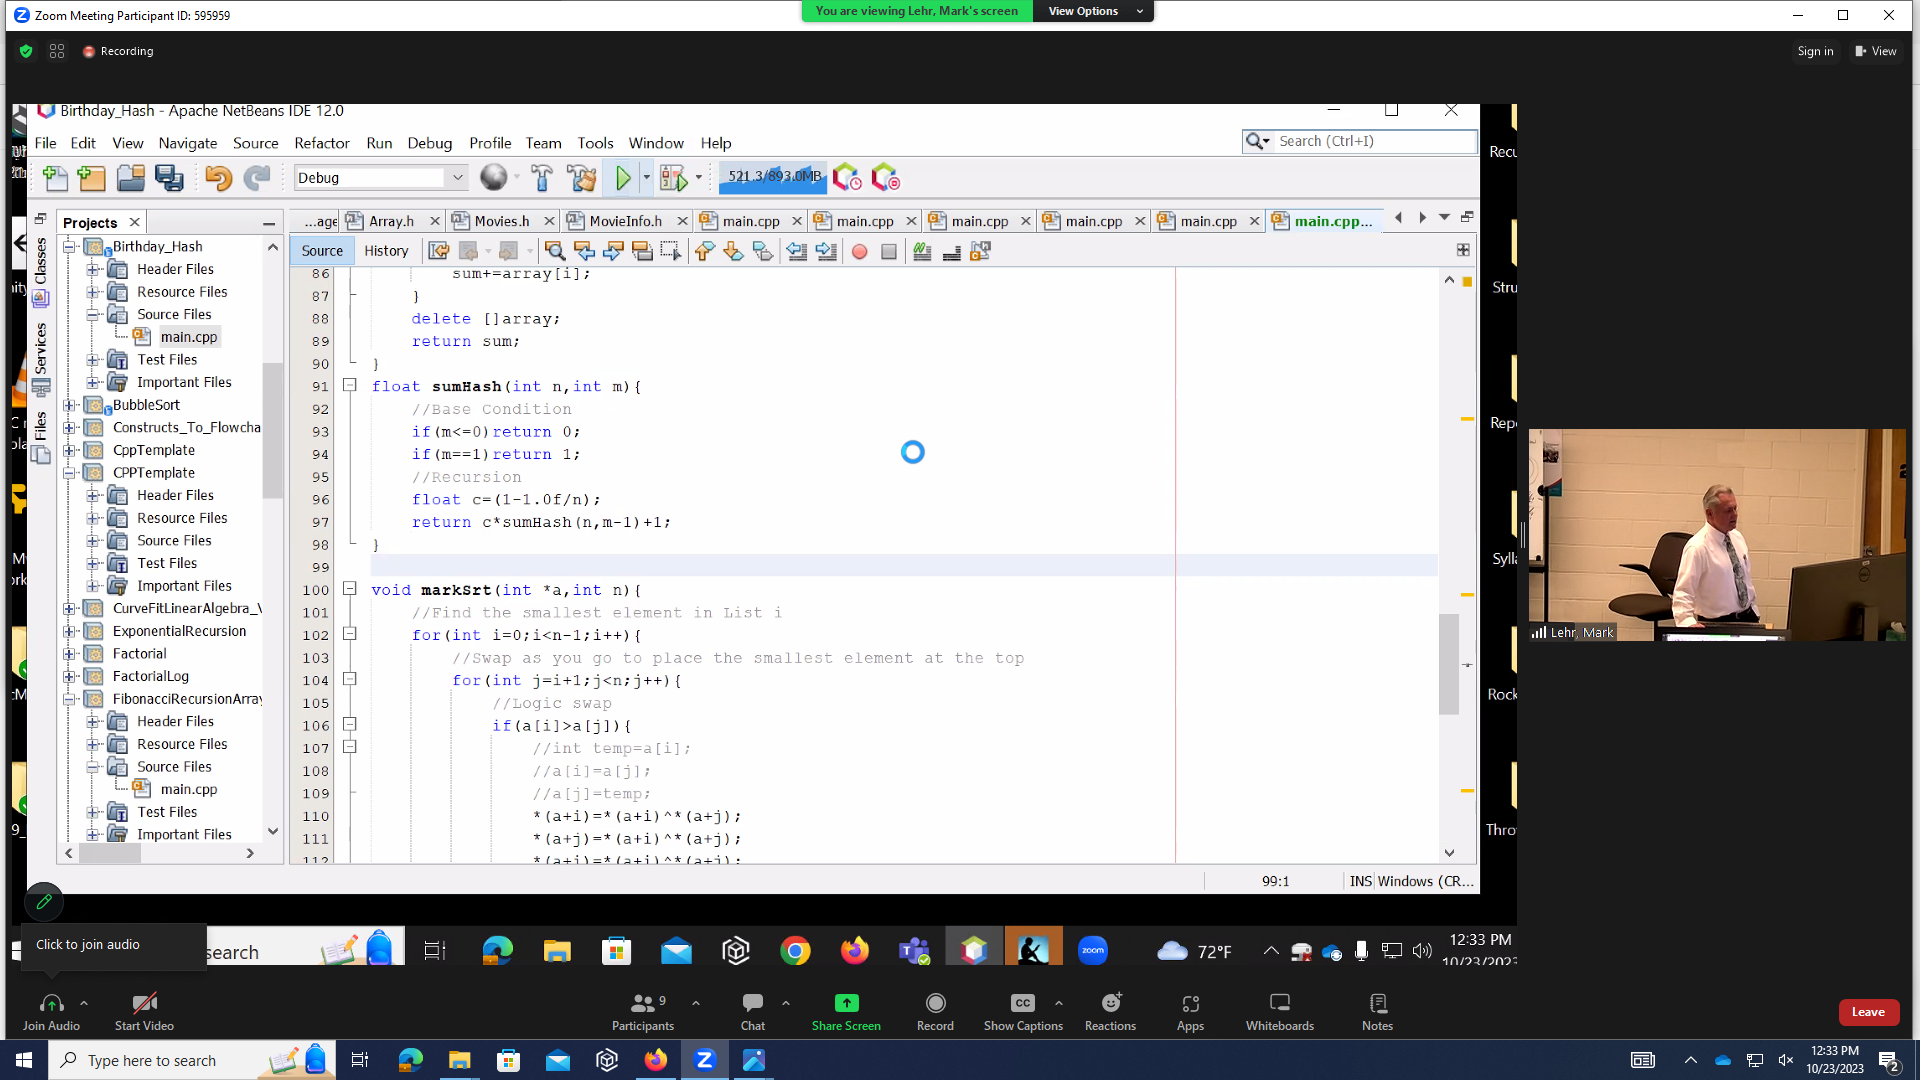 Zoom Meeting Participant ID: 595959
You are viewing Lehr, Mark's screen
View Options
Recording
Sign in
View
Birthday_Hash - Apache NetBeans IDE 12.0
File Edit View Navigate Source Refactor Run Debug Profile Team Tools Window Help
Search (Ctrl+I)
Debug
521.3/893.0MB
Projects
...age Array.h Movies.h MovieInfo.h main.cpp main.cpp main.cpp main.cpp main.cpp main.cpp...
Source History
Classes
Services
Files
Birthday_Hash
Header Files
Resource Files
Source Files
main.cpp
Test Files
Important Files
BubbleSort
Constructs_To_Flowcha
CppTemplate
CPPTemplate
Header Files
Resource Files
Source Files
Test Files
Important Files
CurveFitLinearAlgebra_V
ExponentialRecursion
Factorial
FactorialLog
FibonacciRecursionArray
Header Files
Resource Files
Source Files
main.cpp
Test Files
Important Files
86 sum+=array[i];
87 }
88 delete []array;
89 return sum;
90 }
91 float sumHash(int n,int m){
92 //Base Condition
93 if(m<=0)return 0;
94 if(m==1)return 1;
95 //Recursion
96 float c=(1-1.0f/n);
97 return c*sumHash(n,m-1)+1;
98 }
99
100 void markSrt(int *a,int n){
101 //Find the smallest element in List i
102 for(int i=0;i<n-1;i++){
103 //Swap as you go to place the smallest element at the top
104 for(int j=i+1;j<n;j++){
105 //Logic swap
106 if(a[i]>a[j]){
107 //int temp=a[i];
108 //a[i]=a[j];
109 //a[j]=temp;
110 *(a+i)=*(a+i)^*(a+j);
111 *(a+j)=*(a+i)^*(a+j);
112 *(a+i)=*(a+i)^*(a+j);
99:1 INS Windows (CR...
Recu
Stru
Repe
Sylla
Rock
Thro
Lehr, Mark
Click to join audio
search
zoom
72°F
12:33 PM
10/23/2023
Join Audio
Start Video
Participants 9
Chat
Share Screen
Record
CC
Show Captions
Reactions
Apps
Whiteboards
Notes
Leave
Type here to search
12:33 PM
10/23/2023
2